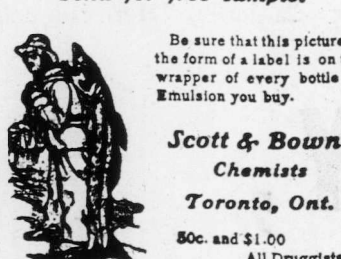 Be sure that this picture
the form of a label is on
wrapper of every bottle
Emulsion you buy.
Scott & Bown
Chemists
Toronto, Ont.
50c. and $1.00
All Druggists